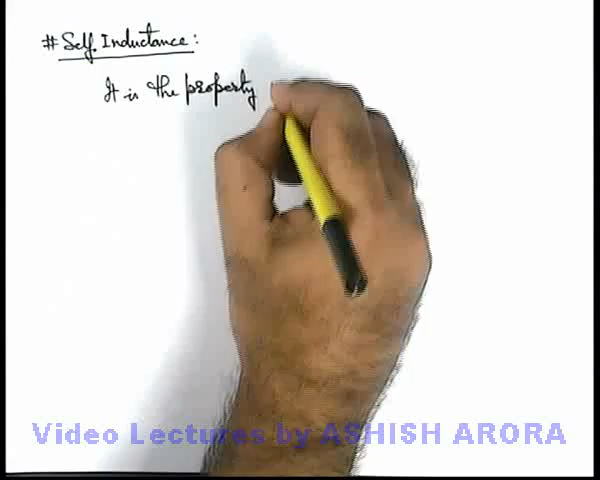 # Self Inductance :
It is the property
Video Lectures by ASHISH ARORA